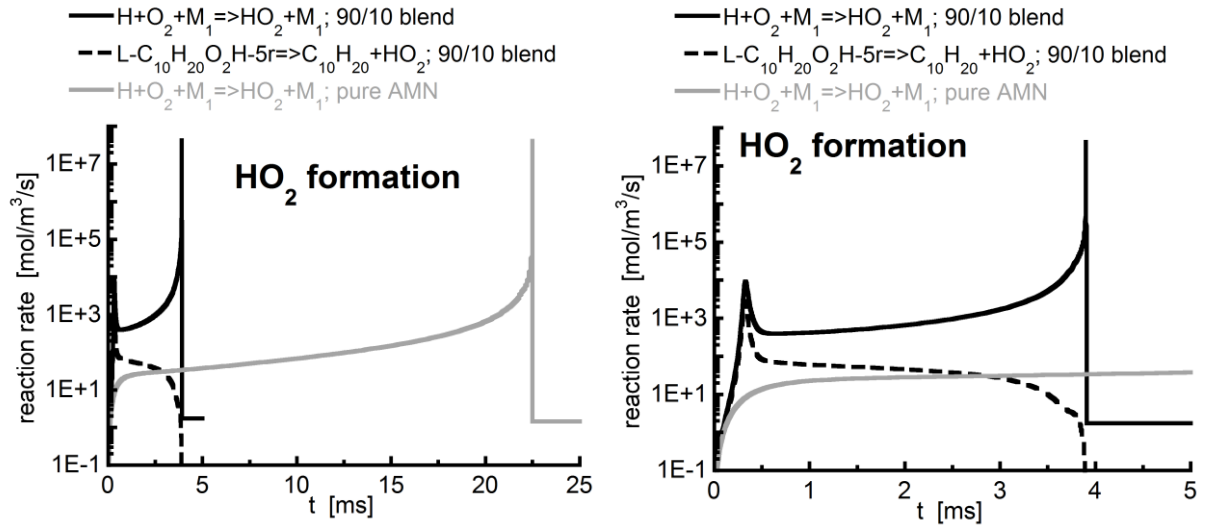 H+O₂+M₁=>HO₂+M₁; 90/10 blend
L-C₁₀H₂₀O₂H-5r=>C₁₀H₂₀+HO₂; 90/10 blend
H+O₂+M₁=>HO₂+M₁; pure AMN
HO₂ formation
reaction rate [mol/m³/s]
1E+7
1E+5
1E+3
1E+1
1E-1
0 5 10 15 20 25
t [ms]
H+O₂+M₁=>HO₂+M₁; 90/10 blend
L-C₁₀H₂₀O₂H-5r=>C₁₀H₂₀+HO₂; 90/10 blend
H+O₂+M₁=>HO₂+M₁; pure AMN
HO₂ formation
reaction rate [mol/m³/s]
1E+7
1E+5
1E+3
1E+1
1E-1
0 1 2 3 4 5
t [ms]